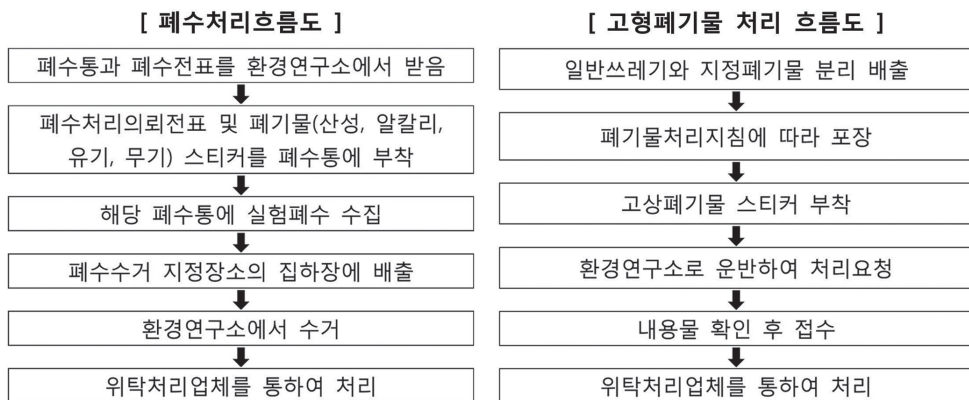 [ 폐수처리흐름도 ]
폐수통과 폐수전표를 환경연구소에서 받음
폐수처리의뢰전표 및 폐기물(산성, 알칼리,
유기, 무기) 스티커를 폐수통에 부착
해당 폐수통에 실험폐수 수집
폐수수거 지정장소의 집하장에 배출
환경연구소에서 수거
위탁처리업체를 통하여 처리
[ 고형폐기물 처리 흐름도 ]
일반쓰레기와 지정폐기물 분리 배출
폐기물처리지침에 따라 포장
고상폐기물 스티커 부착
환경연구소로 운반하여 처리요청
내용물 확인 후 접수
위탁처리업체를 통하여 처리